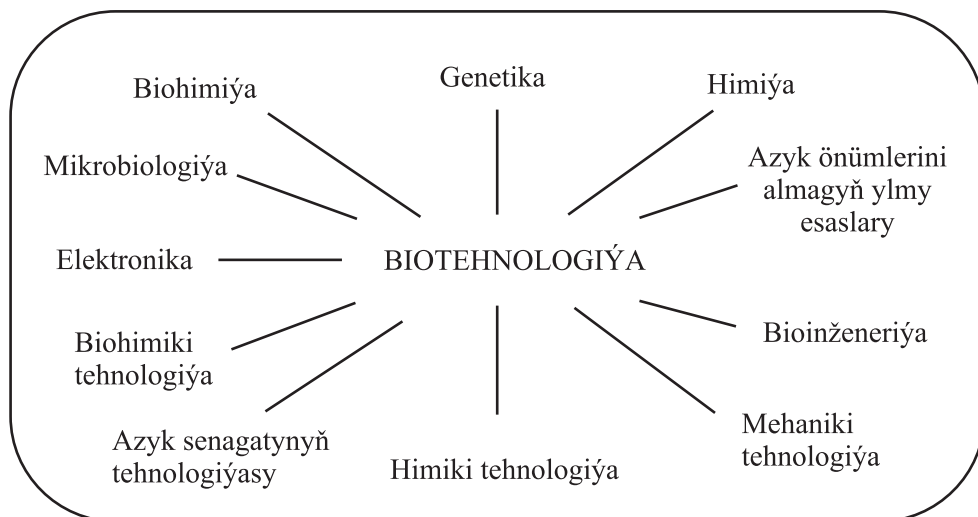 Genetika
Biohimiýa
Himiýa
Mikrobiologiýa
Azyk önümlerini
almagyň ylmy
esaslary
Elektronika
BIOTEHNOLOGIÝA
Biohimiki
tehnologiýa
Bioinženeriýa
Azyk senagatynyň
tehnologiýasy
Himiki tehnologiýa
Mehaniki
tehnologiýa